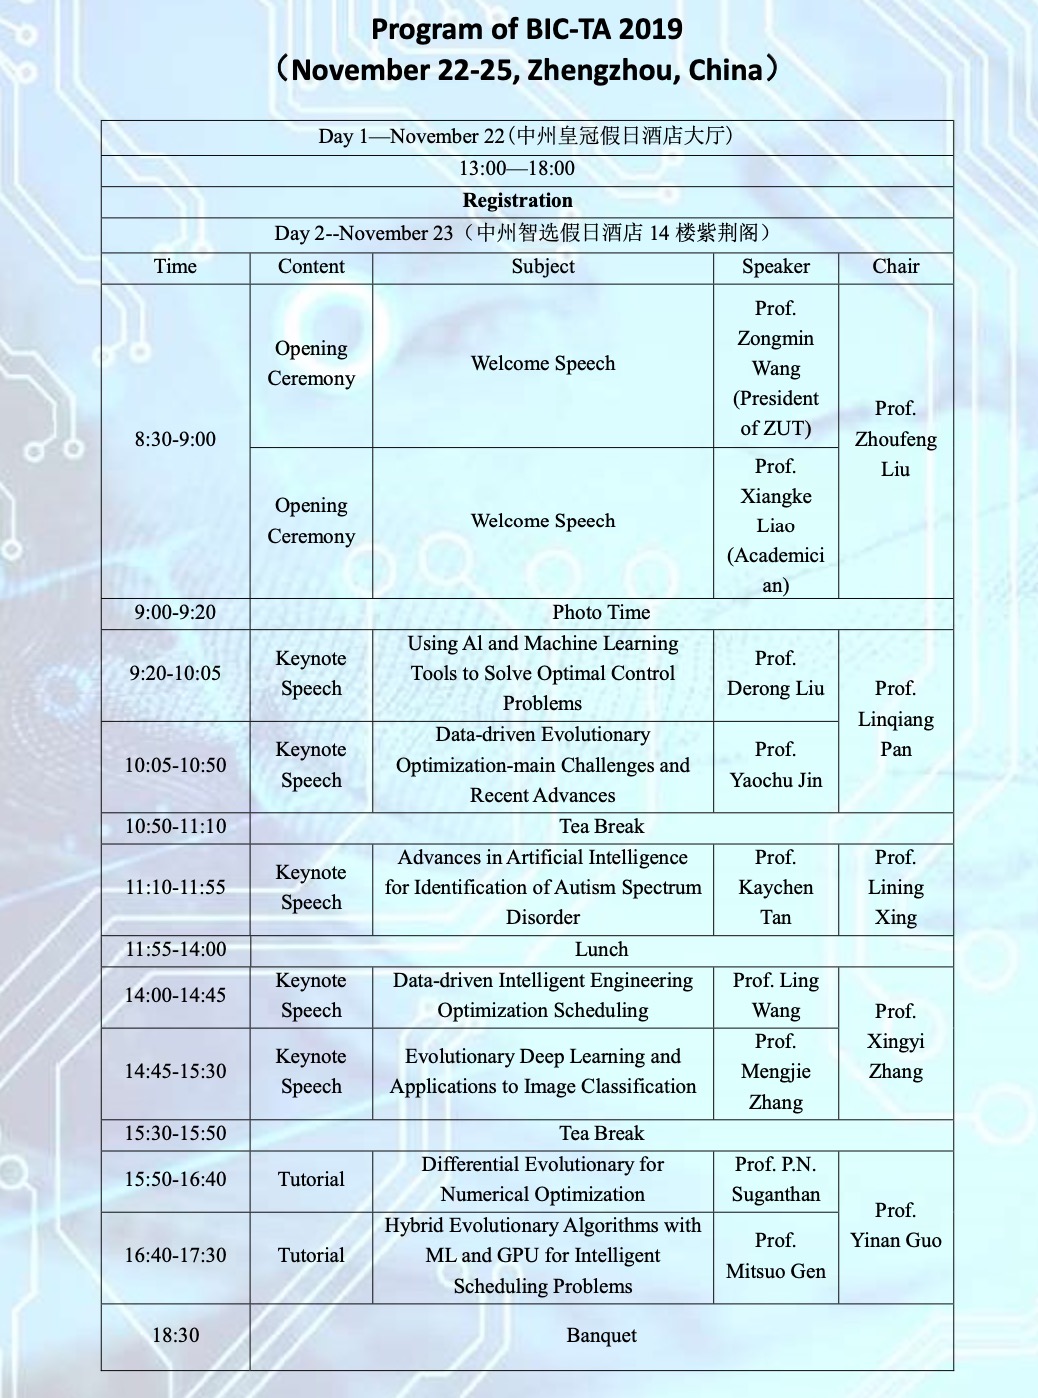 Program of BIC-TA 2019
（November 22-25, Zhengzhou, China）
Day 1—November 22(中州皇冠假日酒店大厅)
13:00—18:00
Registration
Day 2--November 23（中州智选假日酒店 14 楼紫荆阁）
Time Content Subject Speaker Chair
8:30-9:00
Opening
Ceremony
Welcome Speech
Prof.
Zongmin
Wang
(President
of ZUT)
Prof.
Zhoufeng
Liu
Opening
Ceremony
Welcome Speech
Prof.
Xiangke
Liao
(Academici
an)
9:00-9:20 Photo Time
9:20-10:05
Keynote
Speech
Using Al and Machine Learning
Tools to Solve Optimal Control
Problems
Prof.
Derong Liu
Prof.
Linqiang
Pan
10:05-10:50
Keynote
Speech
Data-driven Evolutionary
Optimization-main Challenges and
Recent Advances
Prof.
Yaochu Jin
10:50-11:10 Tea Break
11:10-11:55
Keynote
Speech
Advances in Artificial Intelligence
for Identification of Autism Spectrum
Disorder
Prof.
Kaychen
Tan
Prof.
Lining
Xing
11:55-14:00 Lunch
14:00-14:45
Keynote
Speech
Data-driven Intelligent Engineering
Optimization Scheduling
Prof. Ling
Wang
Prof.
Xingyi
Zhang
14:45-15:30
Keynote
Speech
Evolutionary Deep Learning and
Applications to Image Classification
Prof.
Mengjie
Zhang
15:30-15:50 Tea Break
15:50-16:40
Tutorial
Differential Evolutionary for
Numerical Optimization
Prof. P.N.
Suganthan
Prof.
Yinan Guo
16:40-17:30
Tutorial
Hybrid Evolutionary Algorithms with
ML and GPU for Intelligent
Scheduling Problems
Prof.
Mitsuo Gen
18:30 Banquet